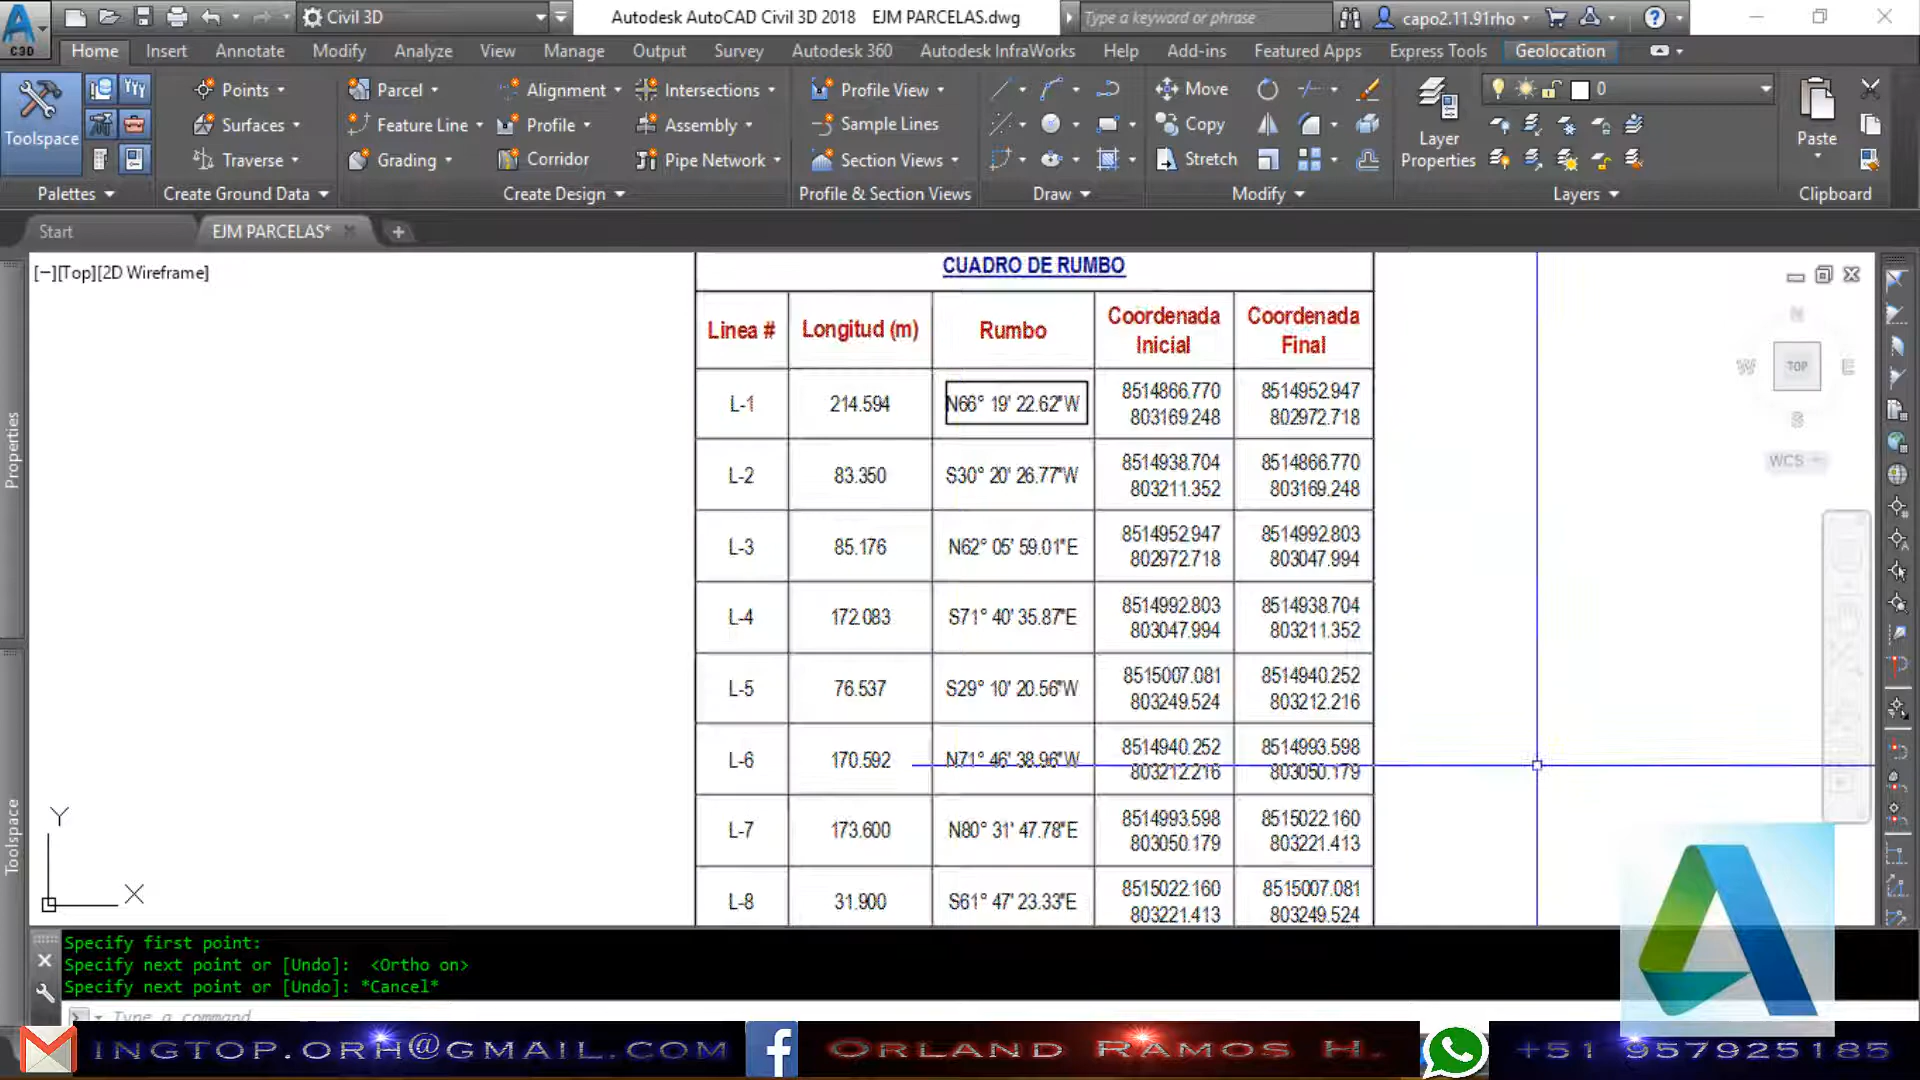 Civil 3D
Autodesk AutoCAD Civil 3D 2018 EJM PARCELAS.dwg
Type a keyword or phrase
capo2.11.91rho
C3D
Home Insert Annotate Modify Analyze View Manage Output Survey Autodesk 360 Autodesk InfraWorks Help Add-ins Featured Apps Express Tools Geolocation
Toolspace
Palettes
Points
Surfaces
Traverse
Create Ground Data
Parcel
Feature Line
Grading
Alignment
Profile
Corridor
Intersections
Assembly
Pipe Network
Create Design
Profile View
Sample Lines
Section Views
Profile & Section Views
Draw
Move
Copy
Stretch
Modify
Layer
Properties
0
Layers
Paste
Clipboard
Start
EJM PARCELAS*
[−][Top][2D Wireframe]
Properties
Toolspace
CUADRO DE RUMBO
Linea # Longitud (m) Rumbo Coordenada Inicial Coordenada Final
L-1 214.594 N66° 19' 22.62"W 8514866.770 8514952.947
803169.248 802972.718
L-2 83.350 S30° 20' 26.77"W 8514938.704 8514866.770
803211.352 803169.248
L-3 85.176 N62° 05' 59.01"E 8514952.947 8514992.803
802972.718 803047.994
L-4 172.083 S71° 40' 35.87"E 8514992.803 8514938.704
803047.994 803211.352
L-5 76.537 S29° 10' 20.56"W 8515007.081 8514940.252
803249.524 803212.216
L-6 170.592 N71° 46' 38.96"W 8514940.252 8514993.598
803212.216 803050.179
L-7 173.600 N80° 31' 47.78"E 8514993.598 8515022.160
803050.179 803221.413
L-8 31.900 S61° 47' 23.33"E 8515022.160 8515007.081
803221.413 803249.524
N
W TOP E
S
WCS
Y
X
Specify first point:
Specify next point or [Undo]: <Ortho on>
Specify next point or [Undo]: *Cancel*
Type a command
INGTOP.ORH@GMAIL.COM
Orland Ramos H.
+51 957925185